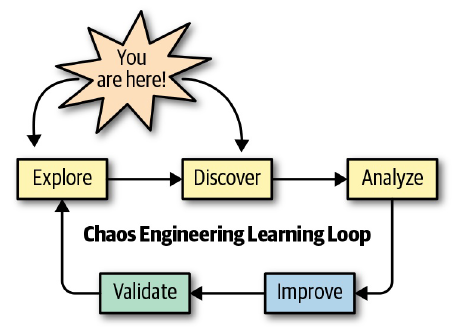 You
are here!
Explore
Discover
Analyze
Chaos Engineering Learning Loop
Validate
Improve